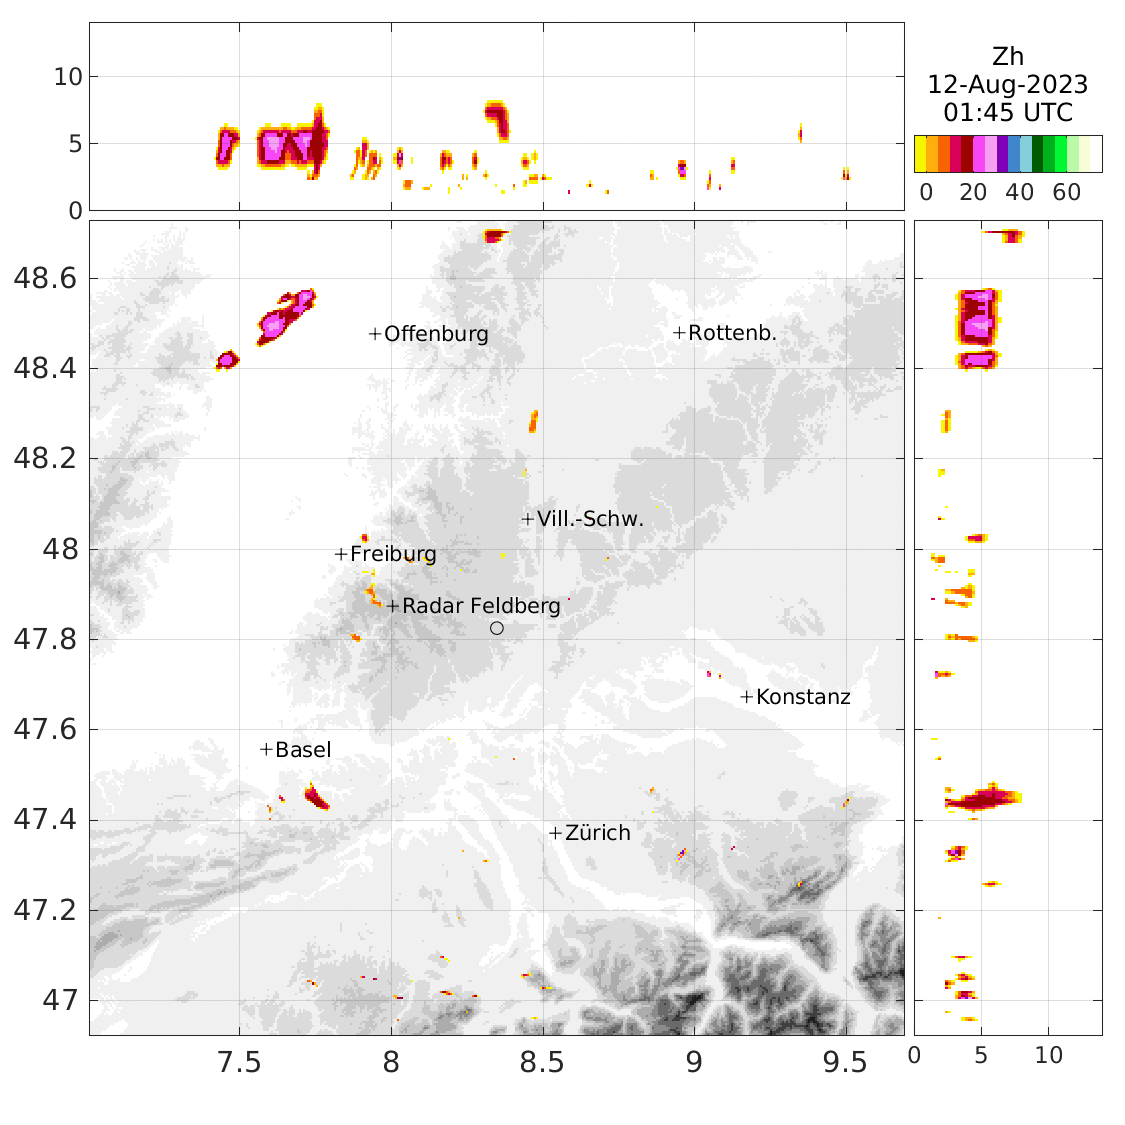 10
5
0
Zh
12-Aug-2023
01:45 UTC
0 20 40 60
48.6
48.4
48.2
48
47.8
47.6
47.4
47.2
47
+Offenburg
+Rottenb.
+Vill.-Schw.
+Freiburg
+Radar Feldberg
+Konstanz
+Basel
+Zürich
7.5 8 8.5 9 9.5
0 5 10